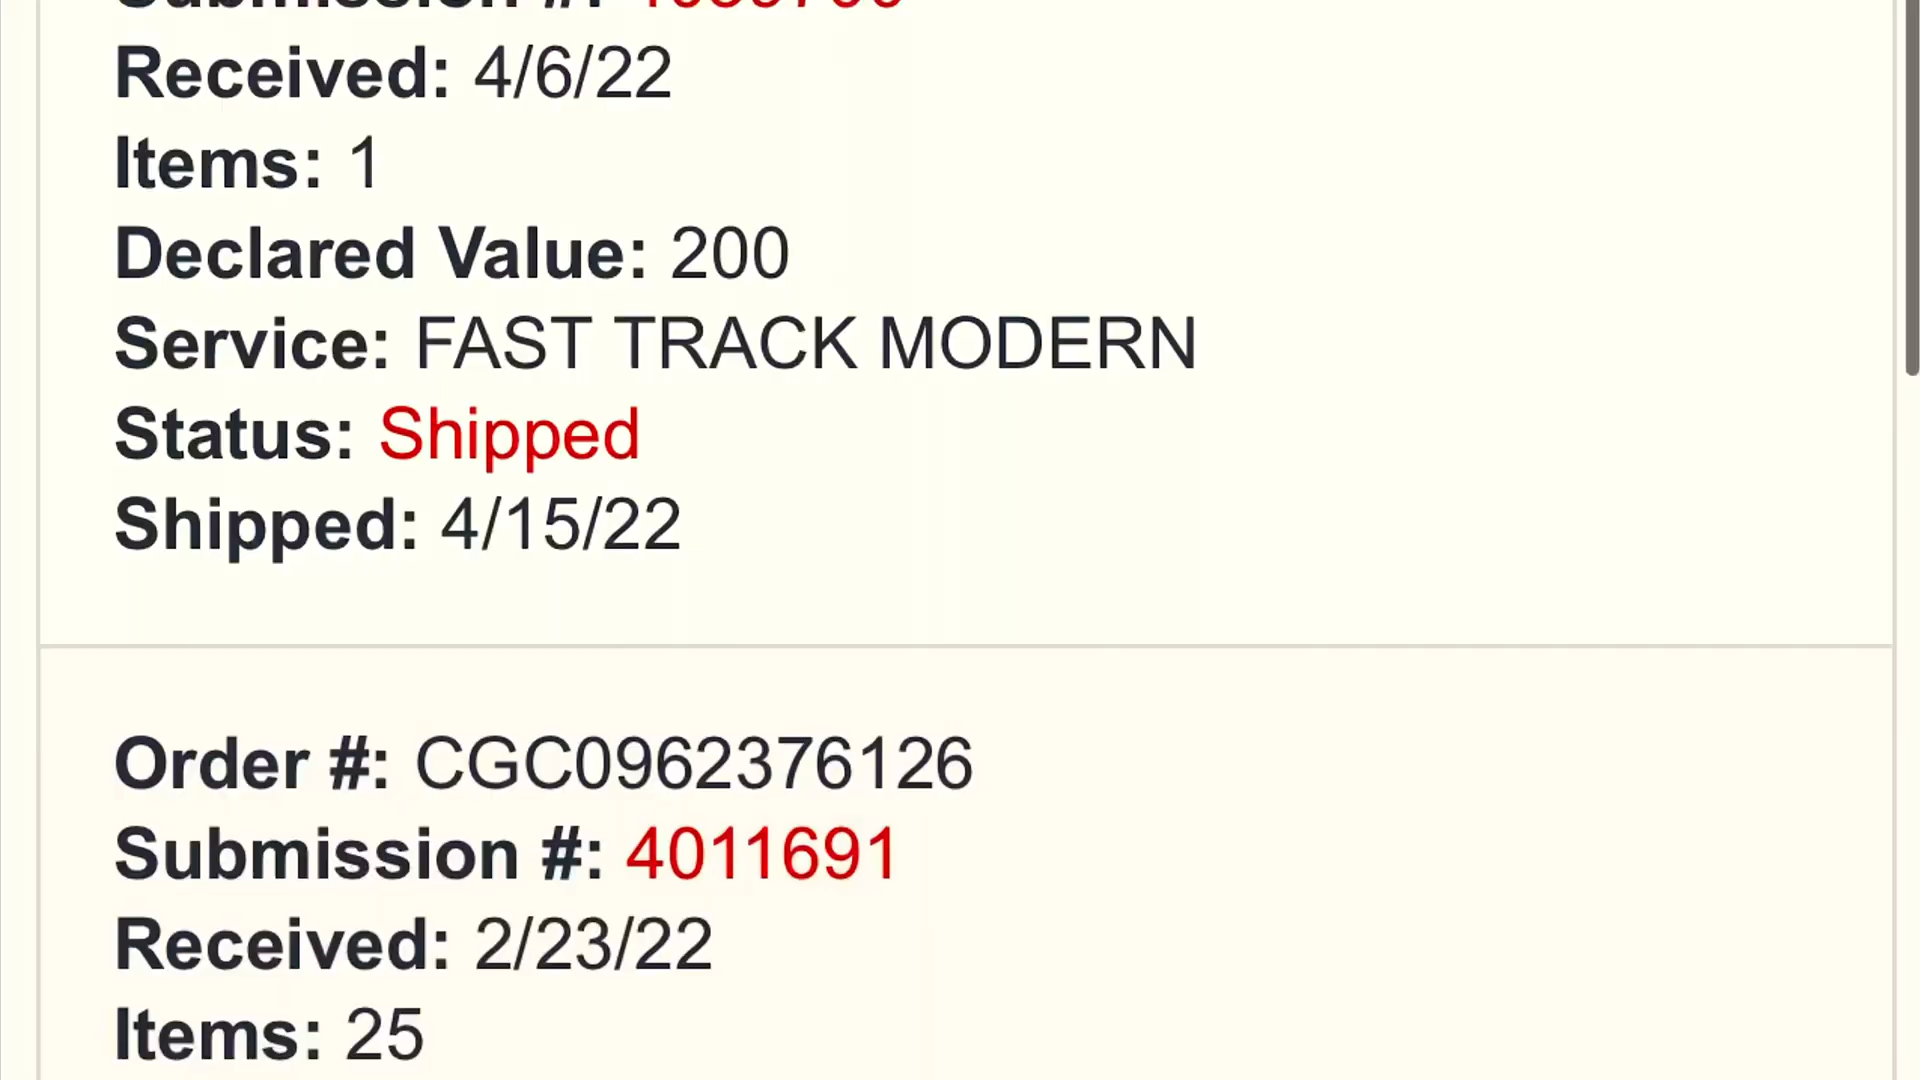 Received: 4/6/22
Items: 1
Declared Value: 200
Service: FAST TRACK MODERN
Status: Shipped
Shipped: 4/15/22
Order #: CGC0962376126
Submission #: 4011691
Received: 2/23/22
Items: 25